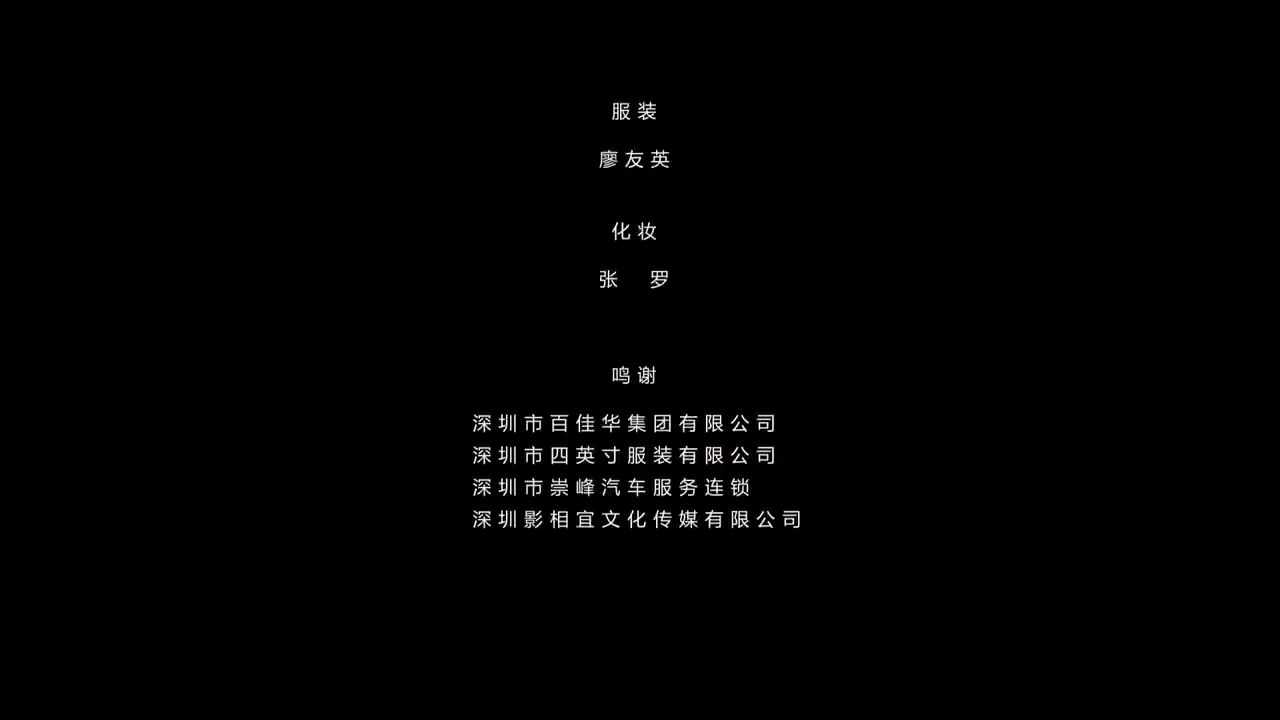 服装
廖友英
化妆
张 罗
鸣谢
深圳市百佳华集团有限公司
深圳市四英寸服装有限公司
深圳市崇峰汽车服务连锁
深圳影相宜文化传媒有限公司